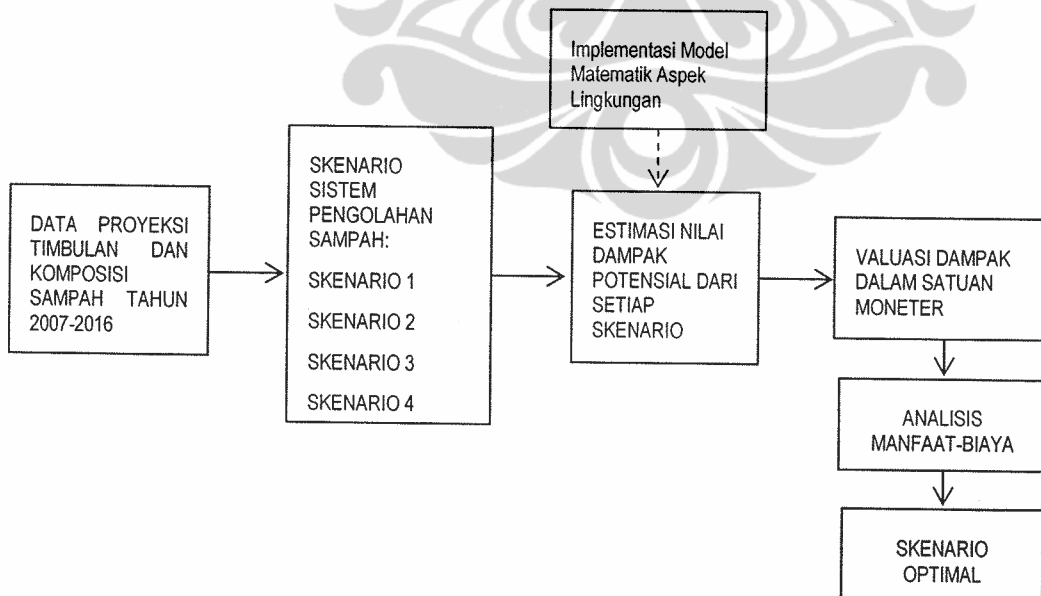 Implementasi Model
Matematik Aspek
Lingkungan
DATA PROYEKSI
TIMBULAN DAN
KOMPOSISI
SAMPAH TAHUN
2007-2016
SKENARIO
SISTEM
PENGOLAHAN
SAMPAH:
SKENARIO 1
SKENARIO 2
SKENARIO 3
SKENARIO 4
ESTIMASI NILAI
DAMPAK
POTENSIAL DARI
SETIAP
SKENARIO
VALUASI DAMPAK
DALAM SATUAN
MONETER
ANALISIS
MANFAAT-BIAYA
SKENARIO
OPTIMAL